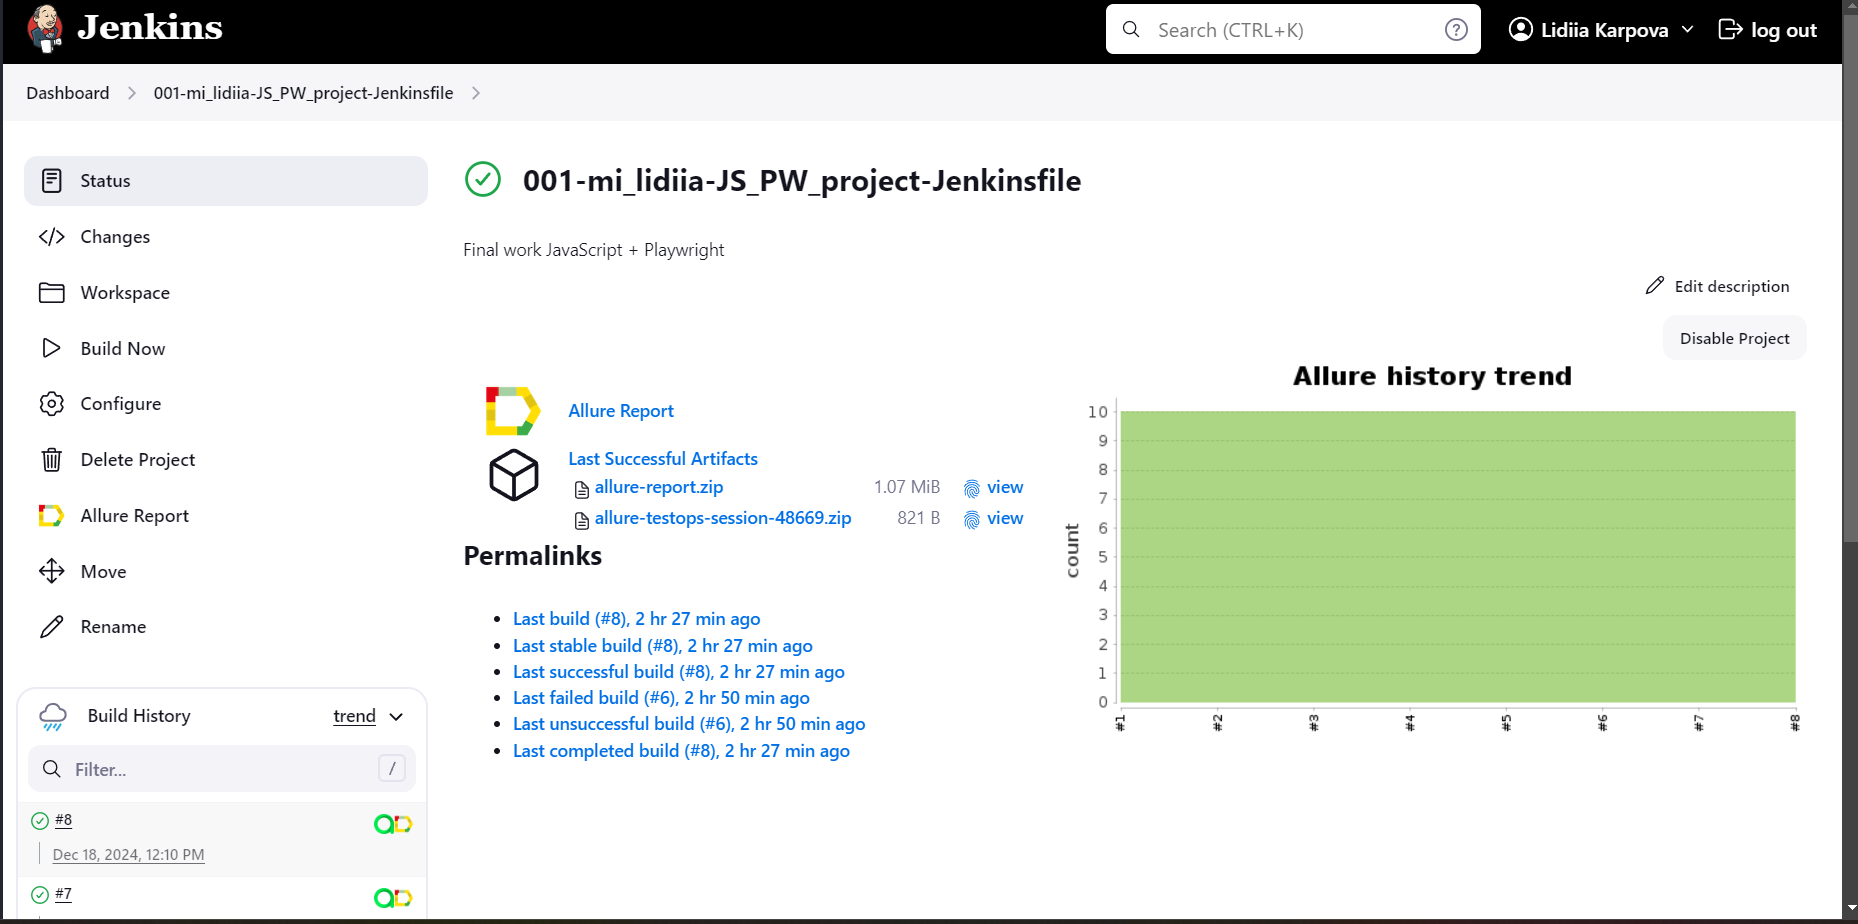 Jenkins
Search (CTRL+K)
Lidiia Karpova
log out
Dashboard
001-mi_lidiia-JS_PW_project-Jenkinsfile
Status
Changes
Workspace
Build Now
Configure
Delete Project
Allure Report
Move
Rename
Build History
trend
Filter...
/
#8
Dec 18, 2024, 12:10 PM
#7
001-mi_lidiia-JS_PW_project-Jenkinsfile
Final work JavaScript + Playwright
Edit description
Disable Project
Allure Report
Last Successful Artifacts
allure-report.zip 1.07 MiB view
allure-testops-session-48669.zip 821 B view
Permalinks
Last build (#8), 2 hr 27 min ago
Last stable build (#8), 2 hr 27 min ago
Last successful build (#8), 2 hr 27 min ago
Last failed build (#6), 2 hr 50 min ago
Last unsuccessful build (#6), 2 hr 50 min ago
Last completed build (#8), 2 hr 27 min ago
Allure history trend
count
10
9
8
7
6
5
4
3
2
1
0
#1
#2
#3
#4
#5
#6
#7
#8